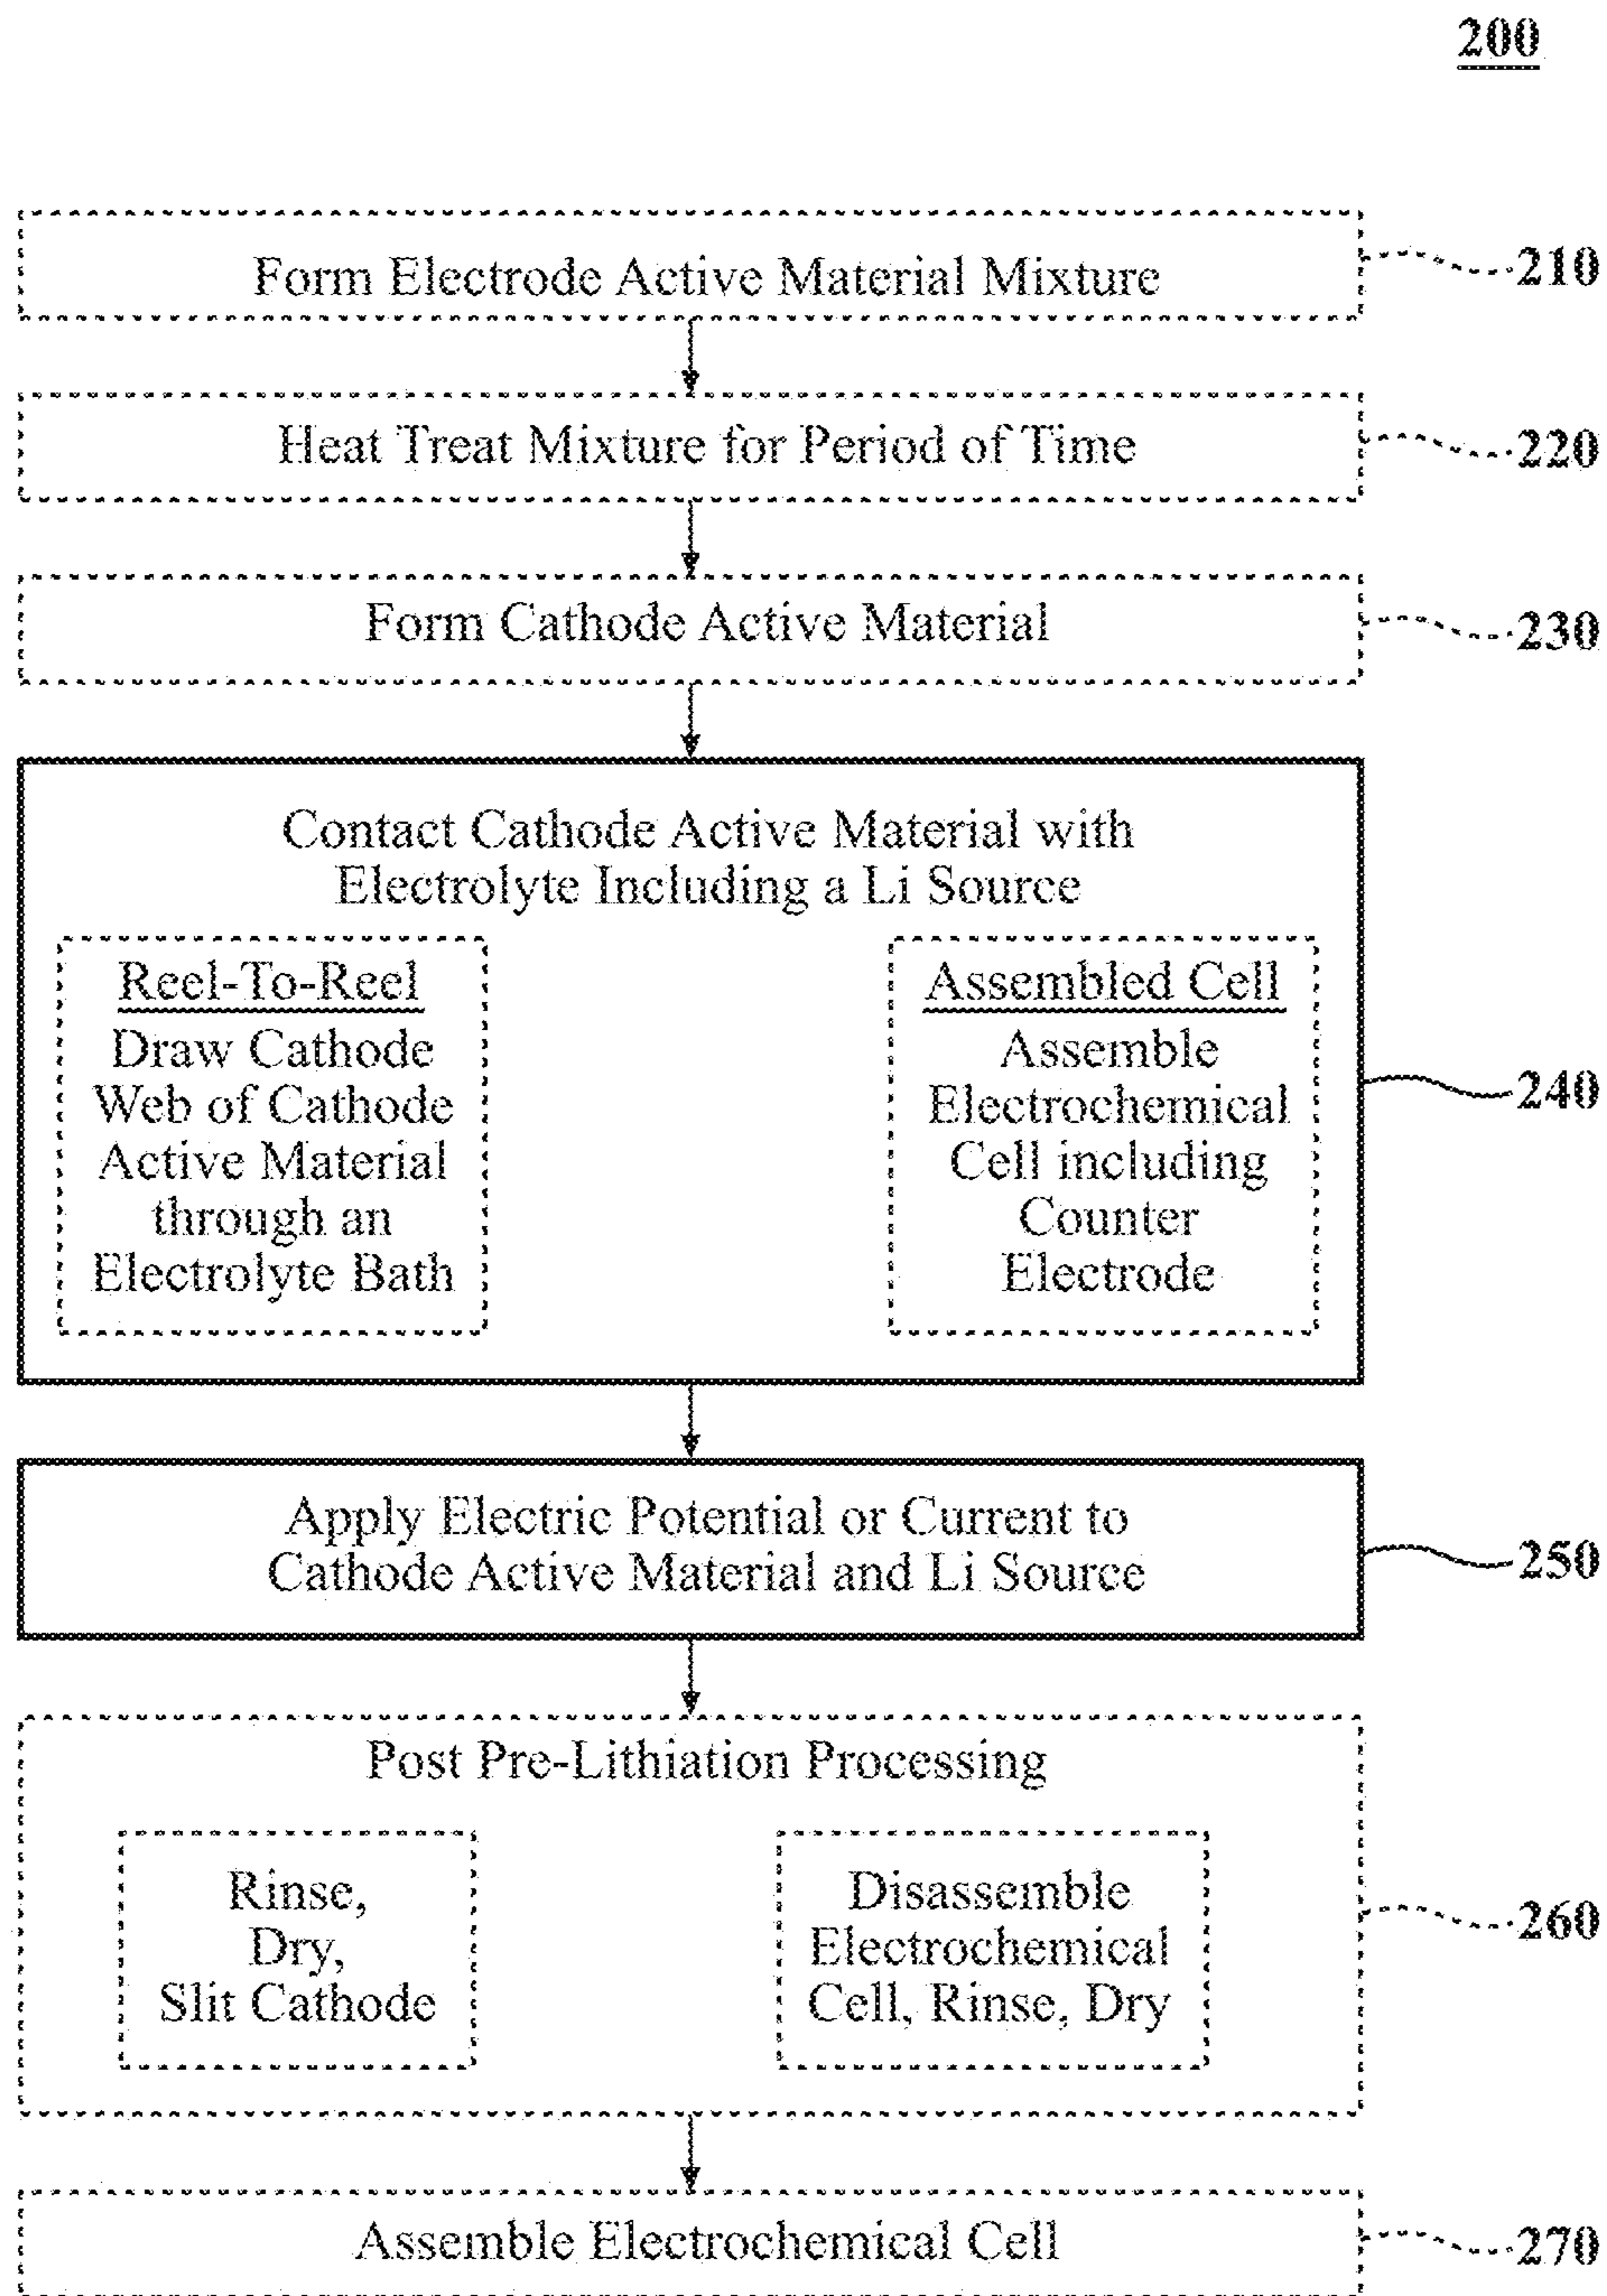 200
Form Electrode Active Material Mixture
210
Heat Treat Mixture for Period of Time
220
Form Cathode Active Material
230
Contact Cathode Active Material with
Electrolyte Including a Li Source
Reel-To-Reel
Draw Cathode
Web of Cathode
Active Material
through an
Electrolyte Bath
Assembled Cell
Assemble
Electrochemical
Cell including
Counter
Electrode
240
Apply Electric Potential or Current to
Cathode Active Material and Li Source
250
Post Pre-Lithiation Processing
Rinse,
Dry,
Slit Cathode
Disassemble
Electrochemical
Cell, Rinse, Dry
260
Assemble Electrochemical Cell
270